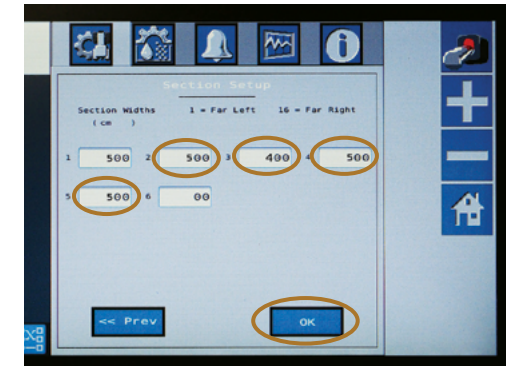 Section Setup
Section Widths 1 = Far Left 16 = Far Right
( cm )
1 500 2 500 3 400 4 500
5 500 6 00
<< Prev OK